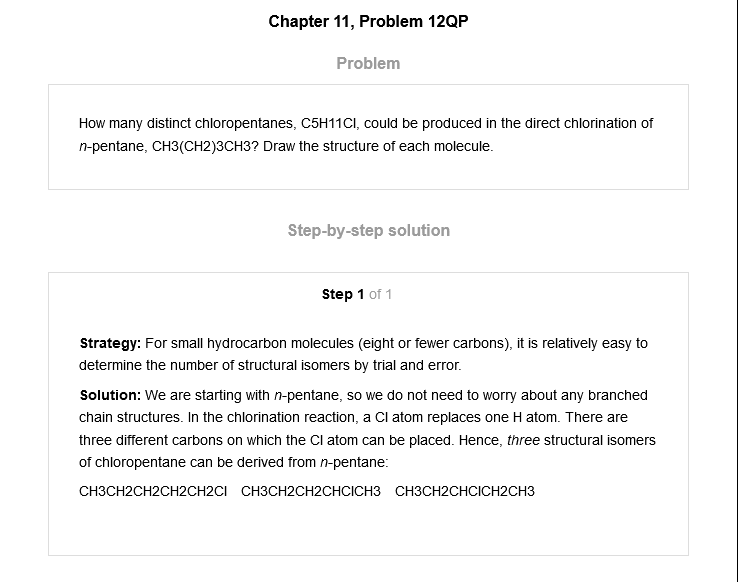 Chapter 11, Problem 12QP
Problem
How many distinct chloropentanes, C5H11Cl, could be produced in the direct chlorination of
n-pentane, CH3(CH2)3CH3? Draw the structure of each molecule.
Step-by-step solution
Step 1 of 1
Strategy: For small hydrocarbon molecules (eight or fewer carbons), it is relatively easy to
determine the number of structural isomers by trial and error.
Solution: We are starting with n-pentane, so we do not need to worry about any branched
chain structures. In the chlorination reaction, a Cl atom replaces one H atom. There are
three different carbons on which the Cl atom can be placed. Hence, three structural isomers
of chloropentane can be derived from n-pentane:
CH3CH2CH2CH2CH2Cl CH3CH2CH2CHClCH3 CH3CH2CHClCH2CH3